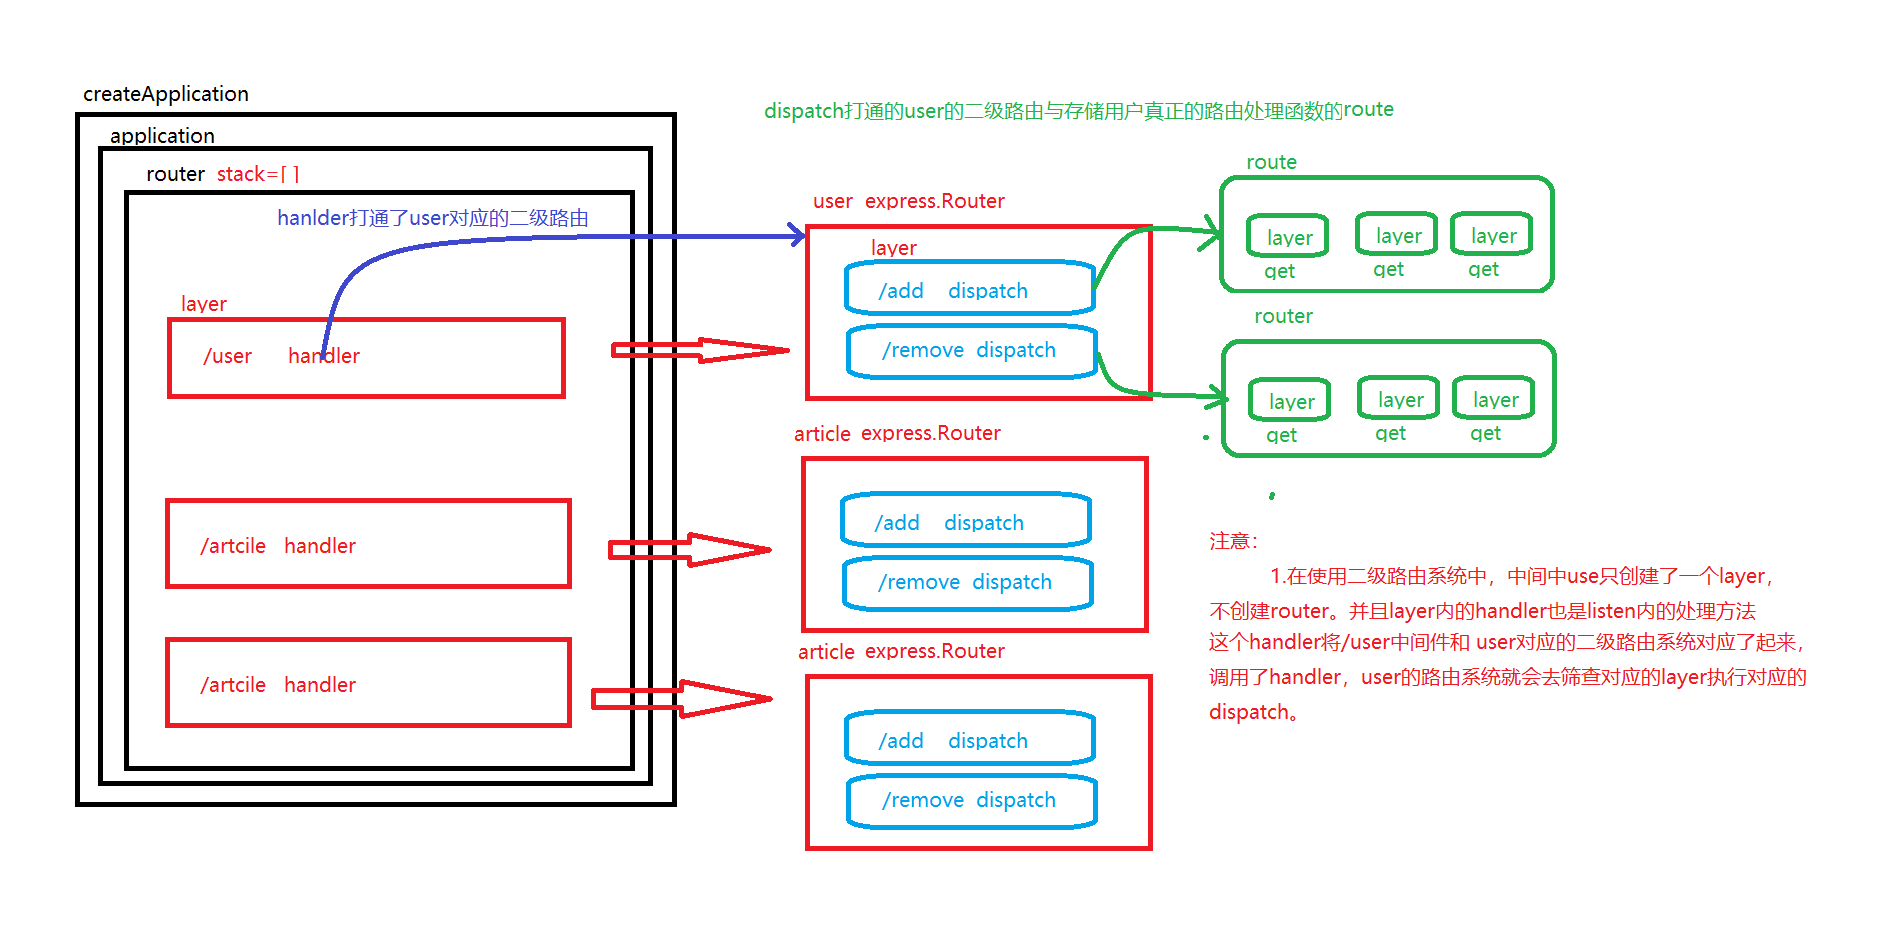 createApplication
application
router stack=[ ]
hanlder打通了user对应的二级路由
layer
/user handler
/artcile handler
/artcile handler
dispatch打通的user的二级路由与存储用户真正的路由处理函数的route
user express.Router
layer
/add dispatch
/remove dispatch
article express.Router
/add dispatch
/remove dispatch
article express.Router
/add dispatch
/remove dispatch
route
layer layer layer
get get get
router
layer layer layer
get get get
注意：
1.在使用二级路由系统中，中间中use只创建了一个layer，
不创建router。并且layer内的handler也是listen内的处理方法
这个handler将/user中间件和 user对应的二级路由系统对应了起来，
调用了handler，user的路由系统就会去筛查对应的layer执行对应的
dispatch。